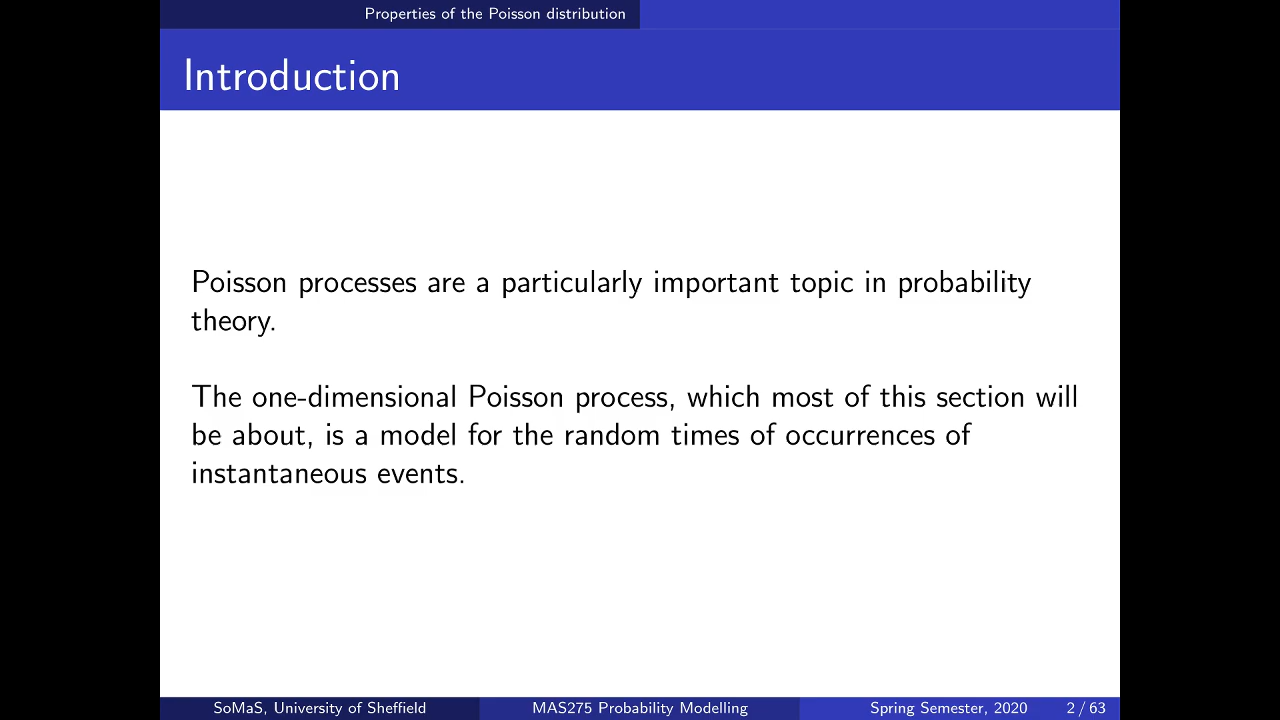 Properties of the Poisson distribution
Introduction
Poisson processes are a particularly important topic in probability
theory.
The one-dimensional Poisson process, which most of this section will
be about, is a model for the random times of occurrences of
instantaneous events.
SoMaS, University of Sheffield MAS275 Probability Modelling Spring Semester, 2020 2 / 63